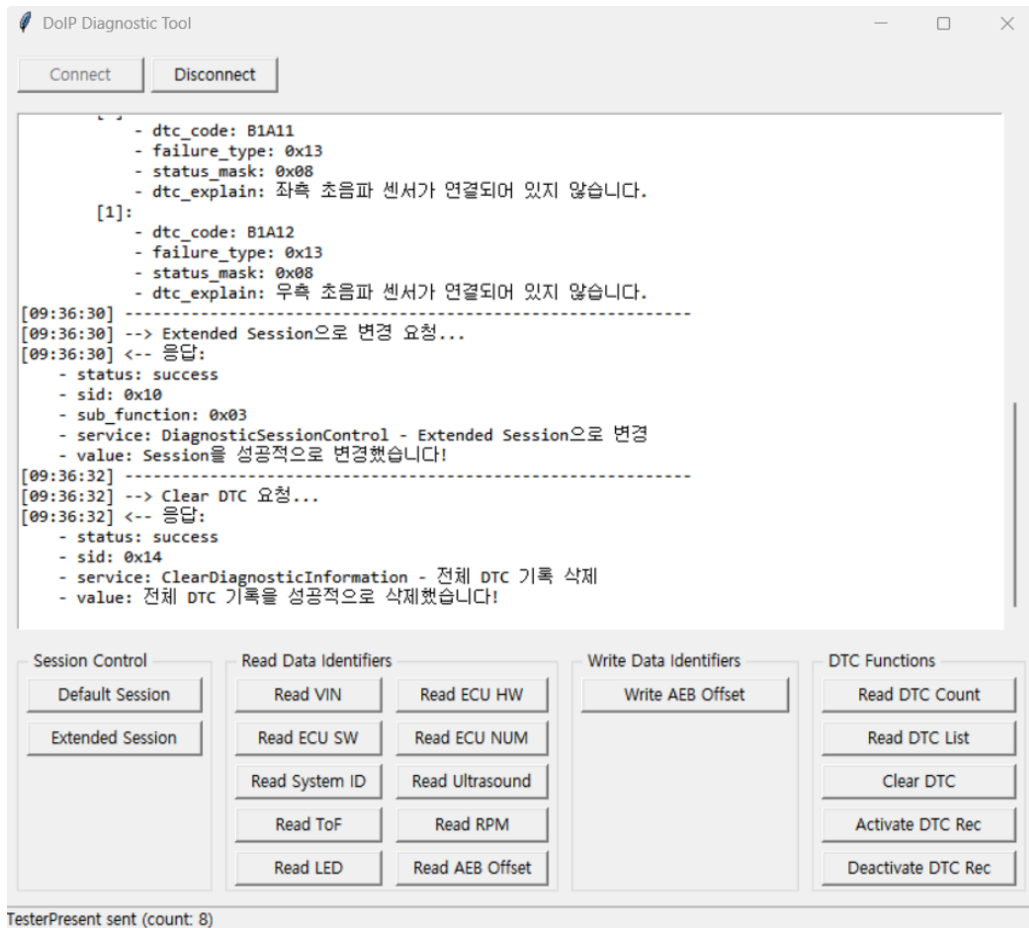 DoIP Diagnostic Tool
Connect
Disconnect
- dtc_code: B1A11
- failure_type: 0x13
- status_mask: 0x08
- dtc_explain: 좌측 초음파 센서가 연결되어 있지 않습니다.
[1]:
- dtc_code: B1A12
- failure_type: 0x13
- status_mask: 0x08
- dtc_explain: 우측 초음파 센서가 연결되어 있지 않습니다.
[09:36:30] ------------------------------------------------------------
[09:36:30] --> Extended Session으로 변경 요청...
[09:36:30] <-- 응답:
- status: success
- sid: 0x10
- sub_function: 0x03
- service: DiagnosticSessionControl - Extended Session으로 변경
- value: Session을 성공적으로 변경했습니다!
[09:36:32] ------------------------------------------------------------
[09:36:32] --> Clear DTC 요청...
[09:36:32] <-- 응답:
- status: success
- sid: 0x14
- service: ClearDiagnosticInformation - 전체 DTC 기록 삭제
- value: 전체 DTC 기록을 성공적으로 삭제했습니다!
Session Control
Default Session
Extended Session
Read Data Identifiers
Read VIN
Read ECU HW
Read ECU SW
Read ECU NUM
Read System ID
Read Ultrasound
Read ToF
Read RPM
Read LED
Read AEB Offset
Write Data Identifiers
Write AEB Offset
DTC Functions
Read DTC Count
Read DTC List
Clear DTC
Activate DTC Rec
Deactivate DTC Rec
TesterPresent sent (count: 8)